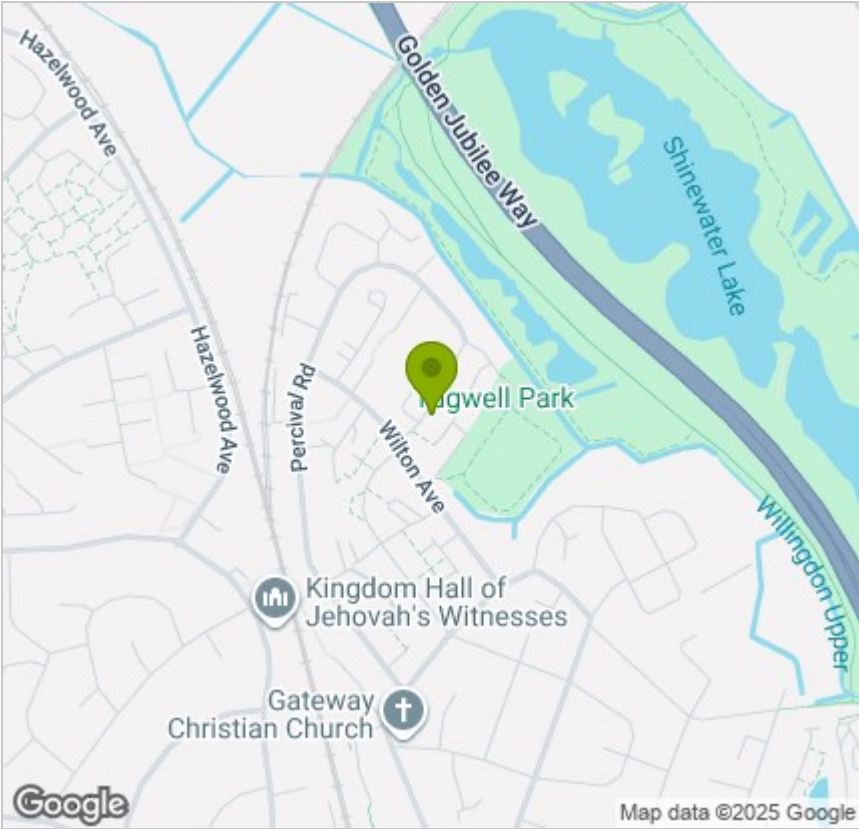 Hazelwood Ave
Golden Jubilee Way
Shinewater Lake
Hazelwood Ave
Percival Rd
Park
Wilton Ave
Willingdon Upper
Kingdom Hall of
Jehovah's Witnesses
Gateway
Christian Church
Google
Map data ©2025 Google